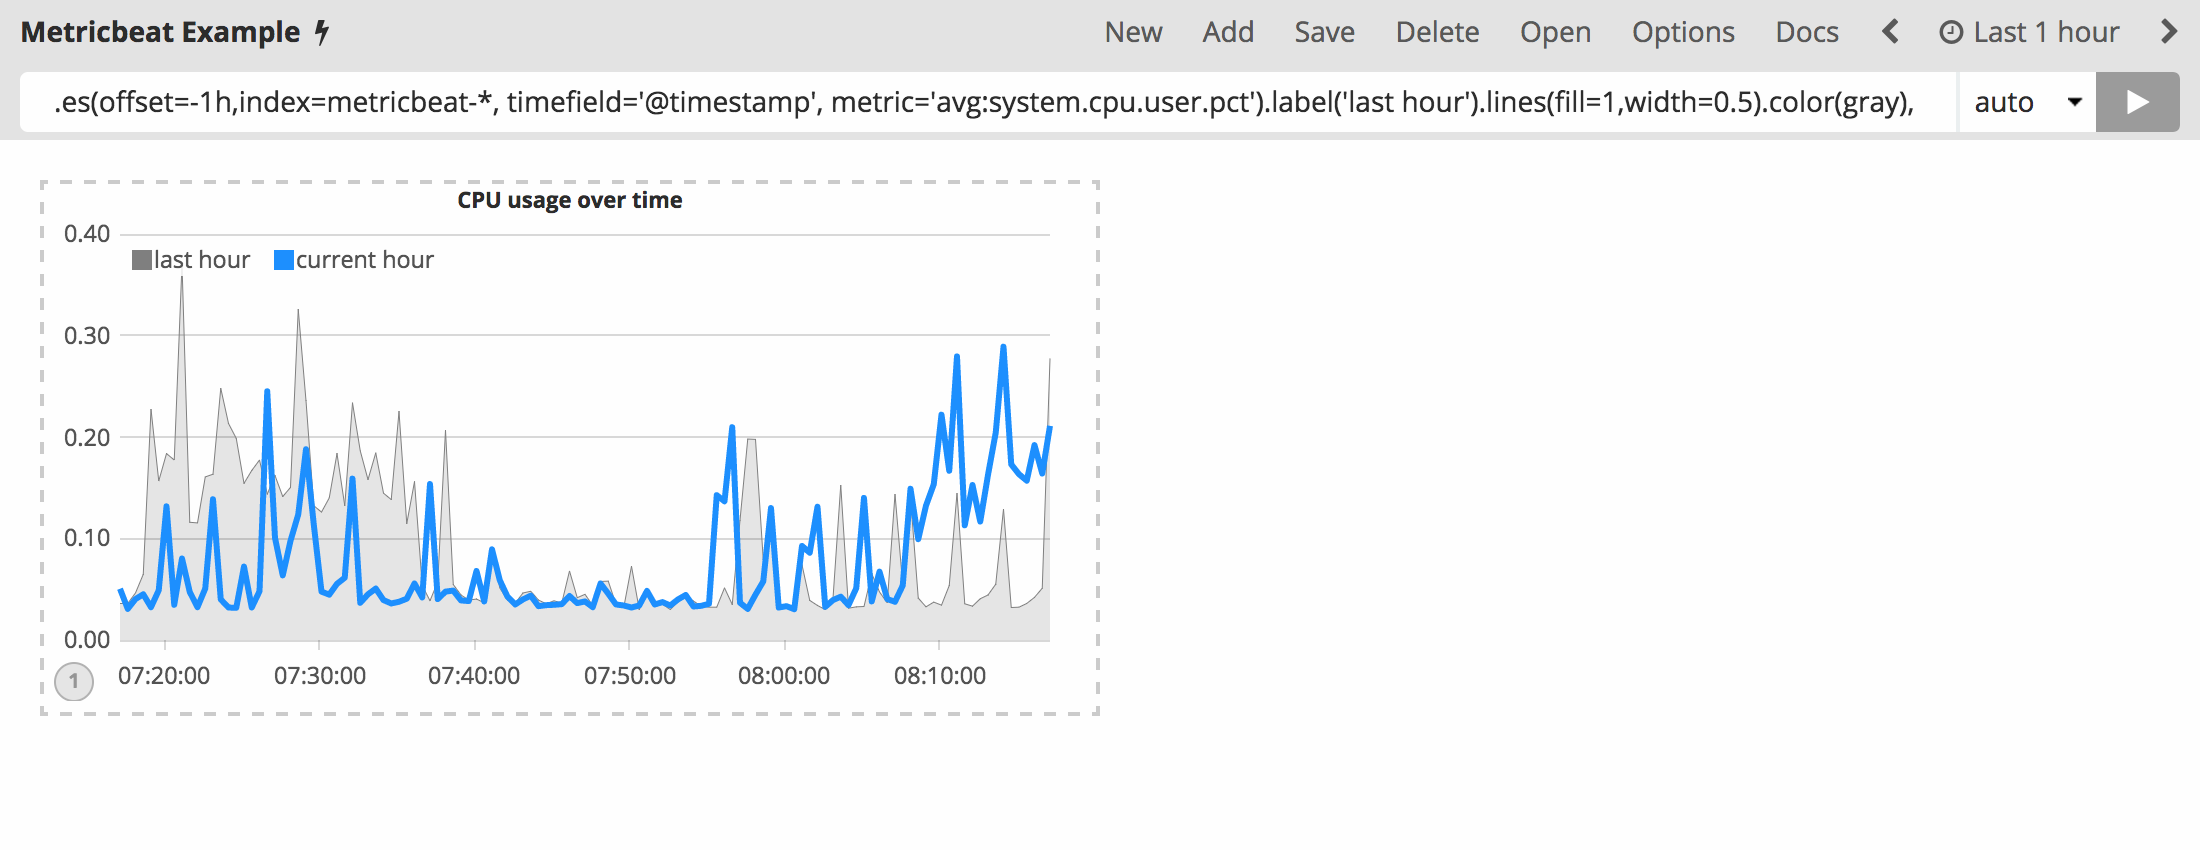 Metricbeat Example
New Add Save Delete Open Options Docs Last 1 hour
.es(offset=-1h,index=metricbeat-*, timefield='@timestamp', metric='avg:system.cpu.user.pct').label('last hour').lines(fill=1,width=0.5).color(gray),
auto
CPU usage over time
0.40
last hour current hour
0.30
0.20
0.10
0.00
07:20:00 07:30:00 07:40:00 07:50:00 08:00:00 08:10:00
1